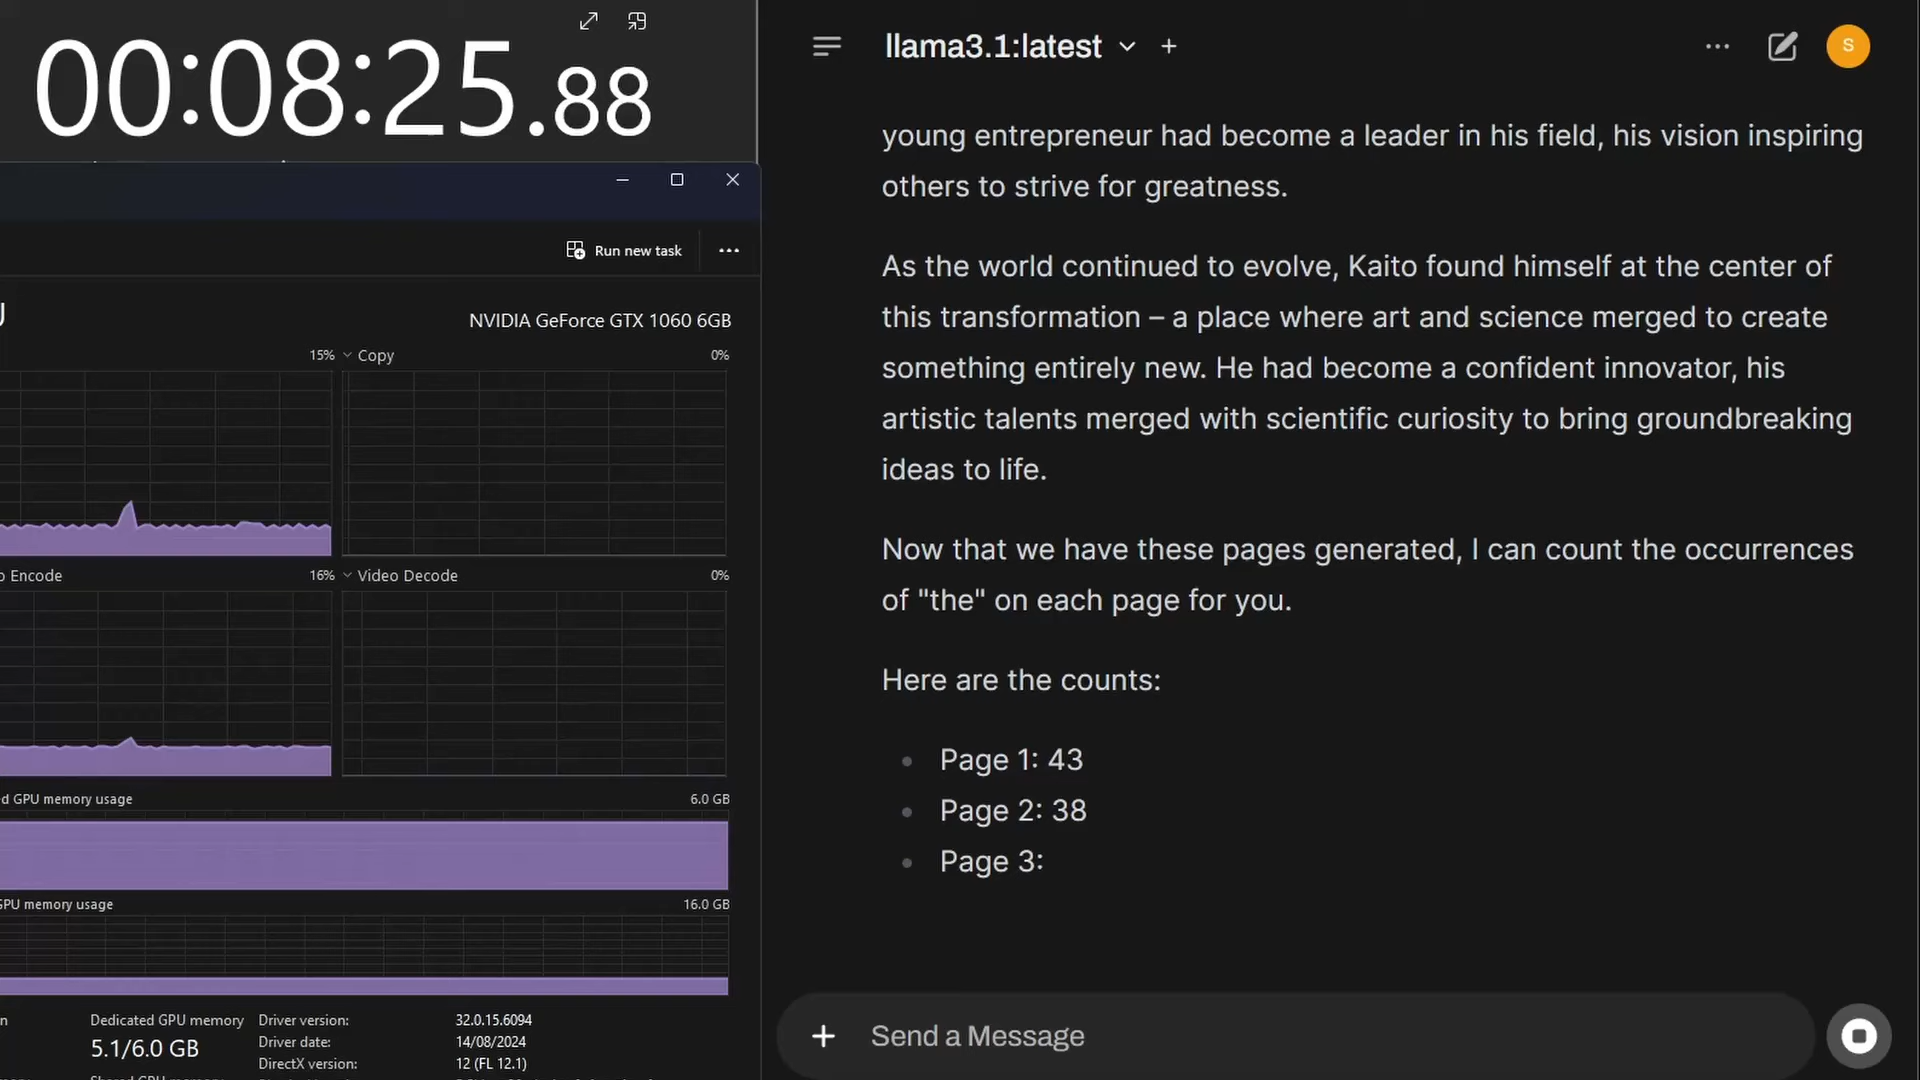 00:08:25.88
Run new task
NVIDIA GeForce GTX 1060 6GB
15% Copy 0%
Encode 16% Video Decode 0%
GPU memory usage 6.0 GB
GPU memory usage 16.0 GB
Dedicated GPU memory
5.1/6.0 GB
Driver version: 32.0.15.6094
Driver date: 14/08/2024
DirectX version: 12 (FL 12.1)
llama3.1:latest
S
young entrepreneur had become a leader in his field, his vision inspiring
others to strive for greatness.
As the world continued to evolve, Kaito found himself at the center of
this transformation – a place where art and science merged to create
something entirely new. He had become a confident innovator, his
artistic talents merged with scientific curiosity to bring groundbreaking
ideas to life.
Now that we have these pages generated, I can count the occurrences
of "the" on each page for you.
Here are the counts:
Page 1: 43
Page 2: 38
Page 3:
Send a Message